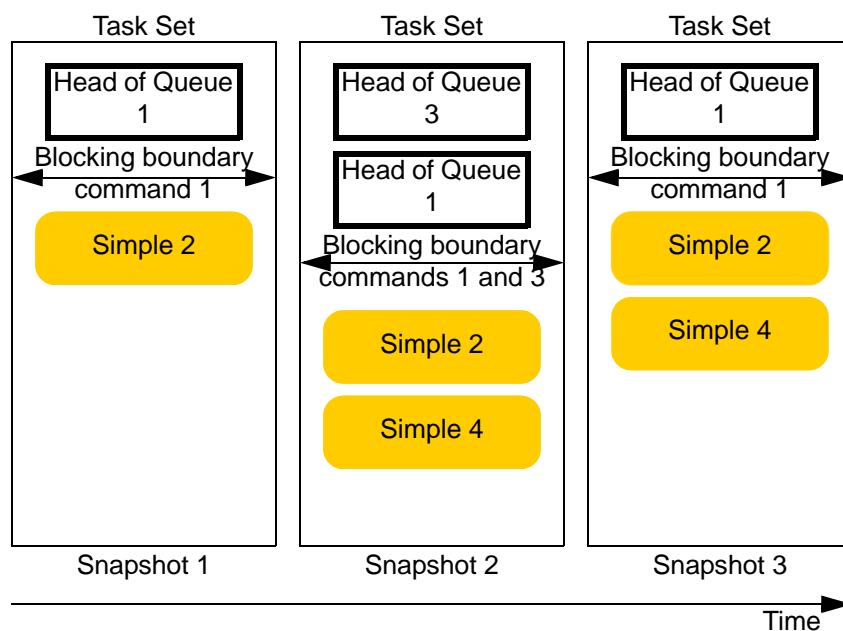 Task Set
Head of Queue
1
Blocking boundary
command 1
Simple 2
Snapshot 1
Task Set
Head of Queue
3
Head of Queue
1
Blocking boundary
commands 1 and 3
Simple 2
Simple 4
Snapshot 2
Task Set
Head of Queue
1
Blocking boundary
command 1
Simple 2
Simple 4
Snapshot 3
Time